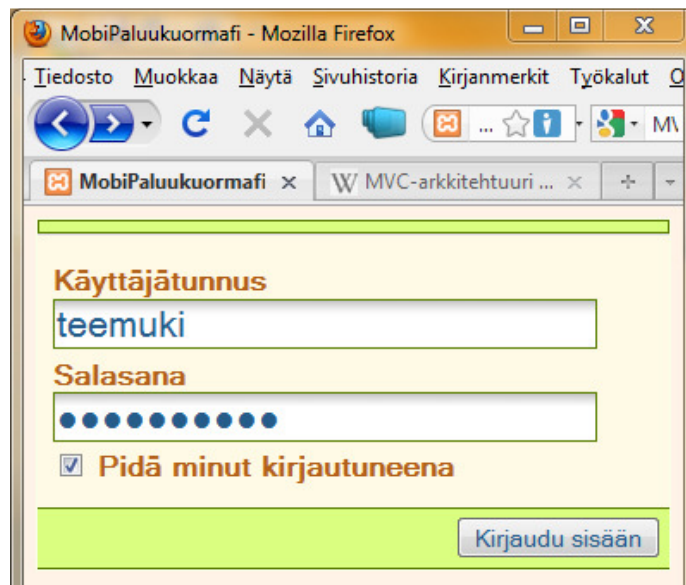 MobiPaluukuormafi - Mozilla Firefox
Tiedosto Muokkaa Näytä Sivuhistoria Kirjanmerkit Työkalut O
... M\
MobiPaluukuormafi × W MVC-arkkitehtuuri ... ×
Käyttäjätunnus
teemuki
Salasana
••••••••••
Pidä minut kirjautuneena
Kirjaudu sisään